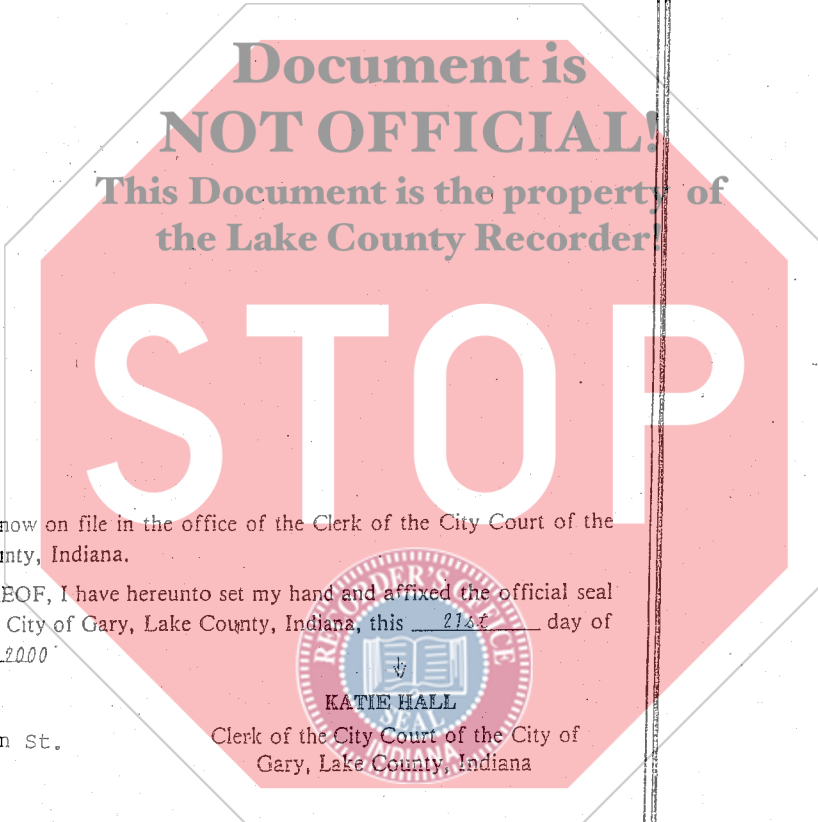 Document is
NOT OFFICIAL!
This Document is the property of
the Lake County Recorder!
STOP
now on file in the office of the Clerk of the City Court of the
nty, Indiana.
EOF, I have hereunto set my hand and affixed the official seal
City of Gary, Lake County, Indiana, this 21st day of
2000
RECORDER'S OFFICE
KATIE HALL
SEAL
n St.
Clerk of the City Court of the City of
INDIANA
Gary, Lake County, Indiana